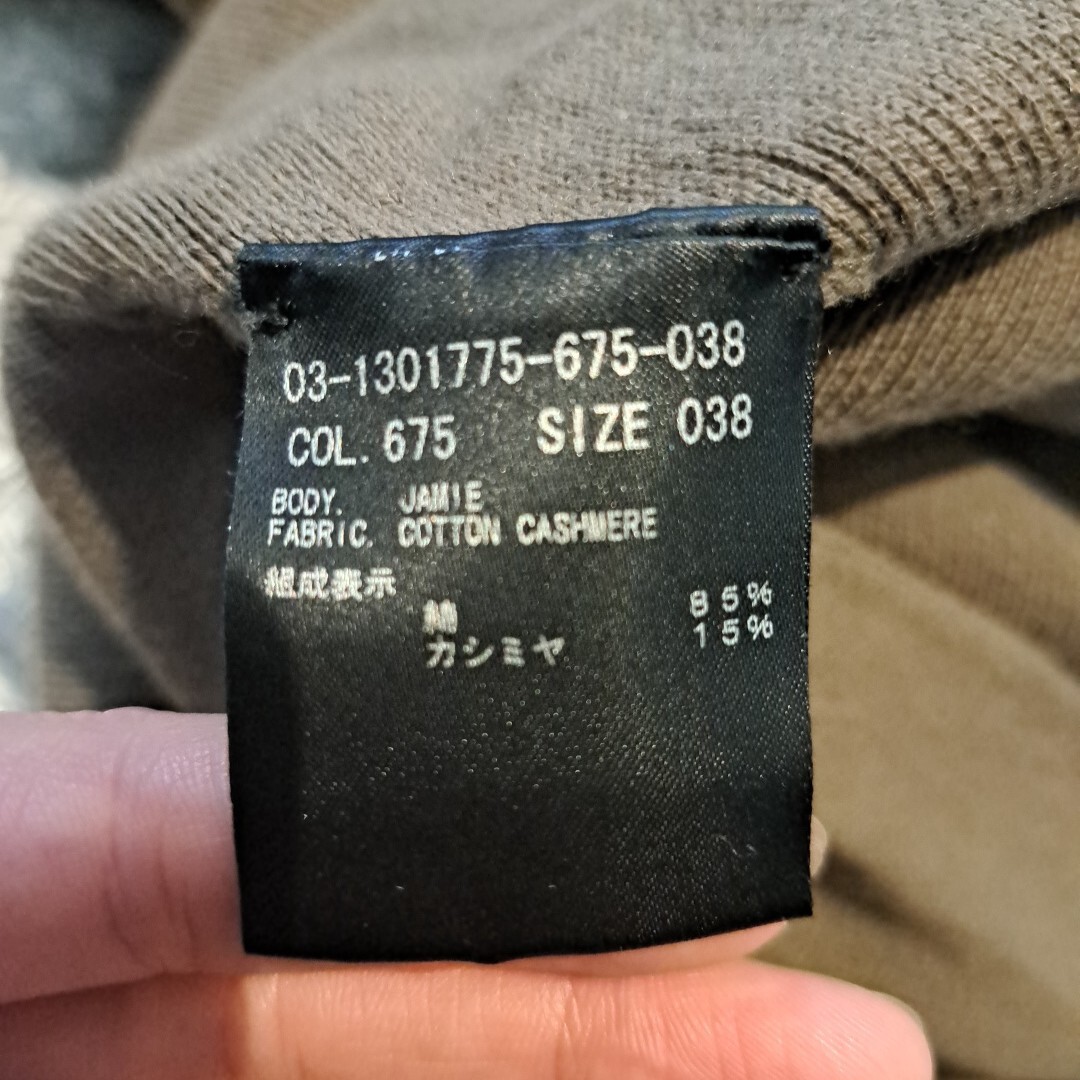 03-1301775-675-038
COL. 675 SIZE 038
BODY. JAMIE
FABRIC. COTTON CASHMERE
組成表示
綿 85%
カシミヤ 15%